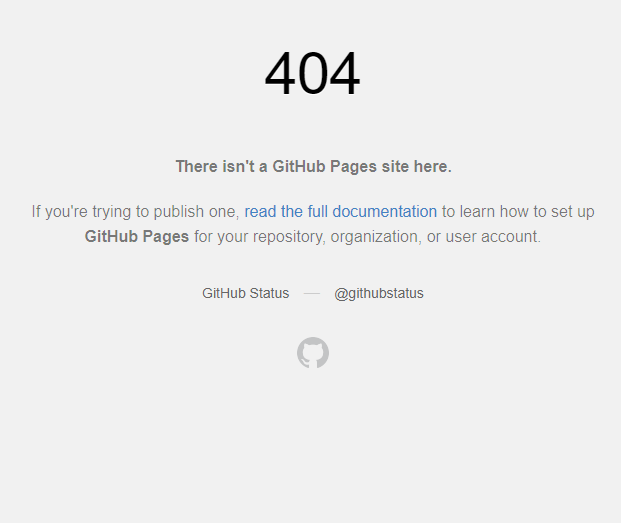 404
There isn't a GitHub Pages site here.
If you're trying to publish one, read the full documentation to learn how to set up
GitHub Pages for your repository, organization, or user account.
GitHub Status — @githubstatus